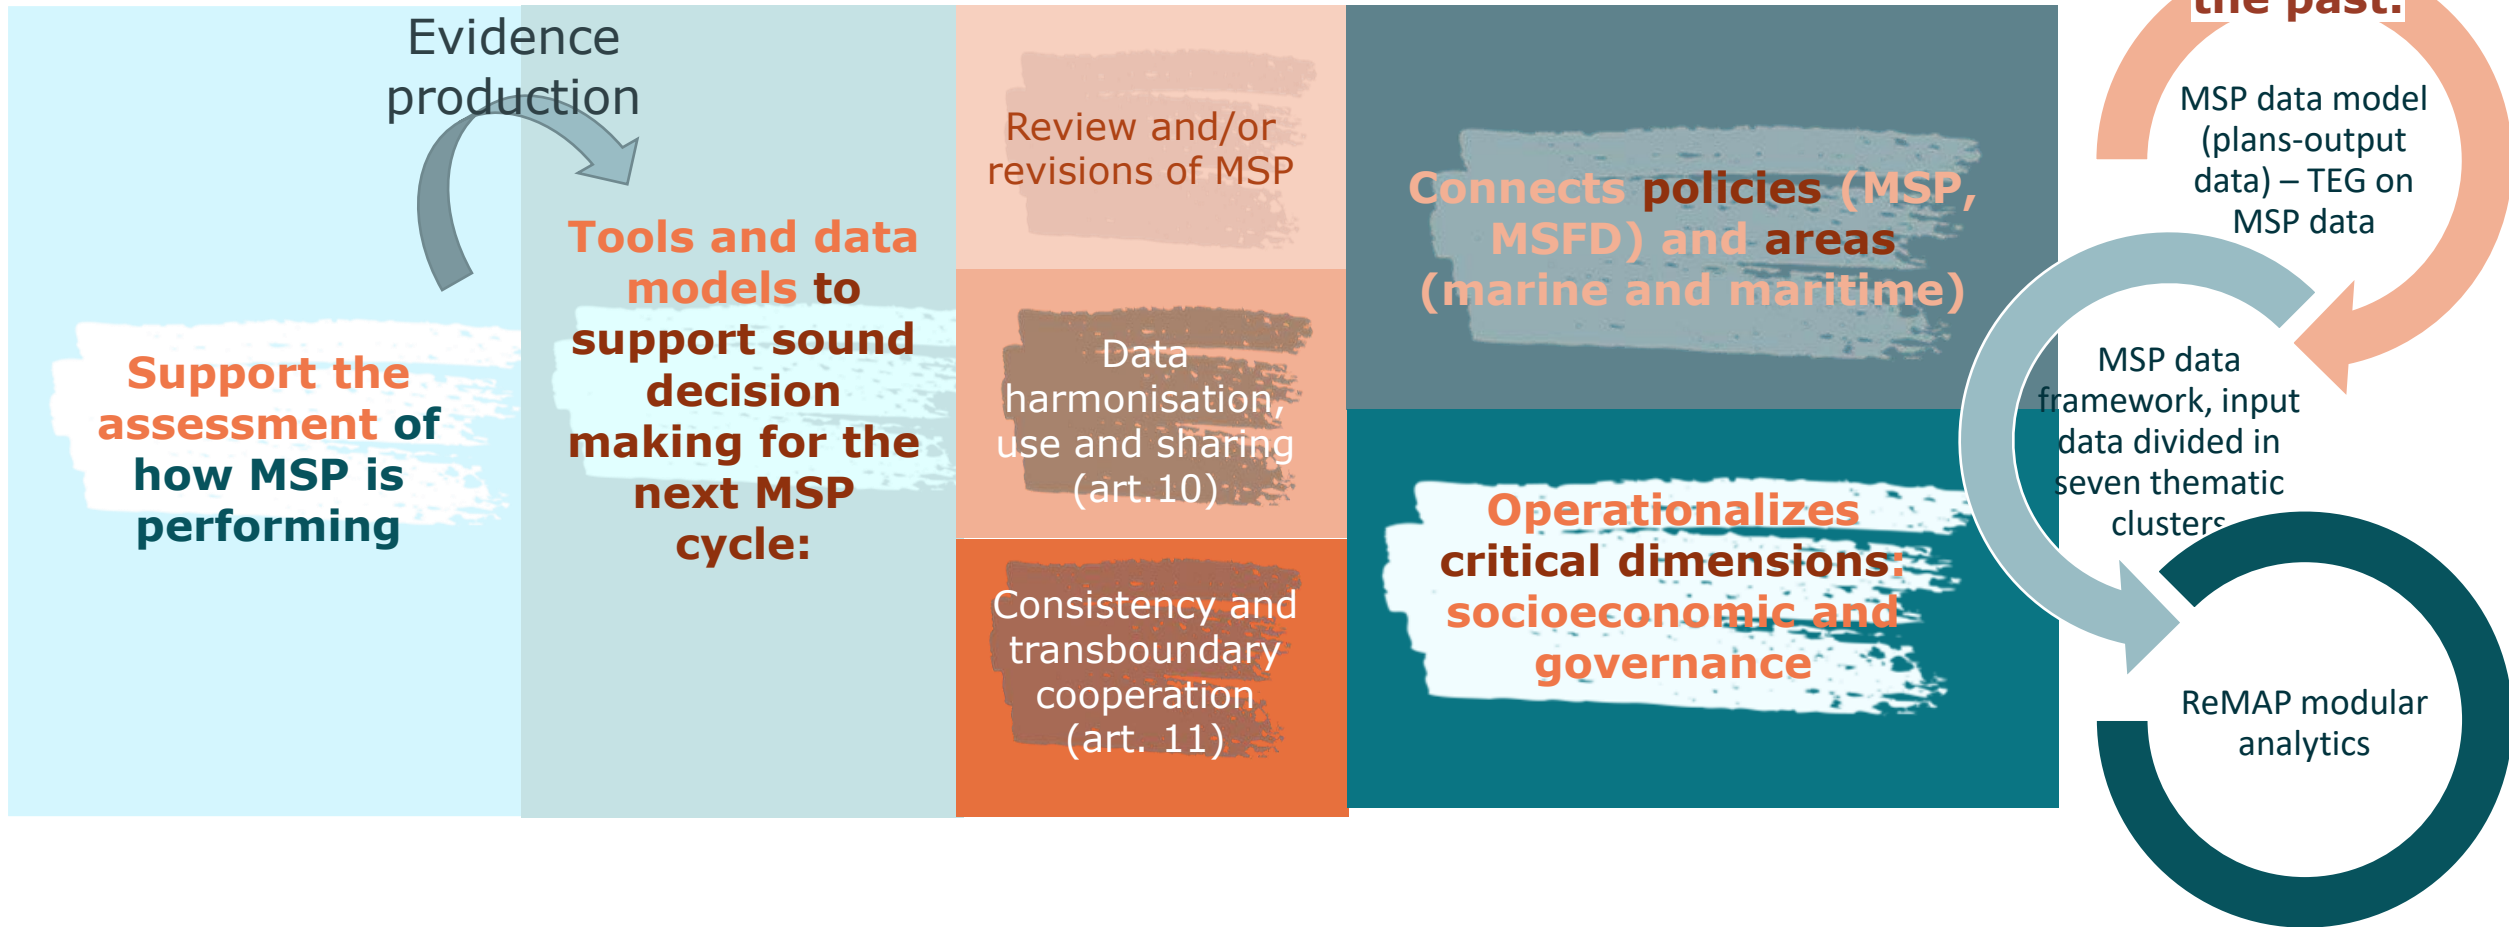 Evidence
production
Support the
assessment of
how MSP is
performing
Tools and data
models to
support sound
decision
making for the
next MSP
cycle:
Review and/or
revisions of MSP
Data
harmonisation,
use and sharing
(art.10)
Consistency and
transboundary
cooperation
(art. 11)
Connects policies (MSP,
MSFD) and areas
(marine and maritime)
Operationalizes
critical dimensions:
socioeconomic and
governance
the past.
MSP data model
(plans-output
data) – TEG on
MSP data
MSP data
framework, input
data divided in
seven thematic
clusters
ReMAP modular
analytics